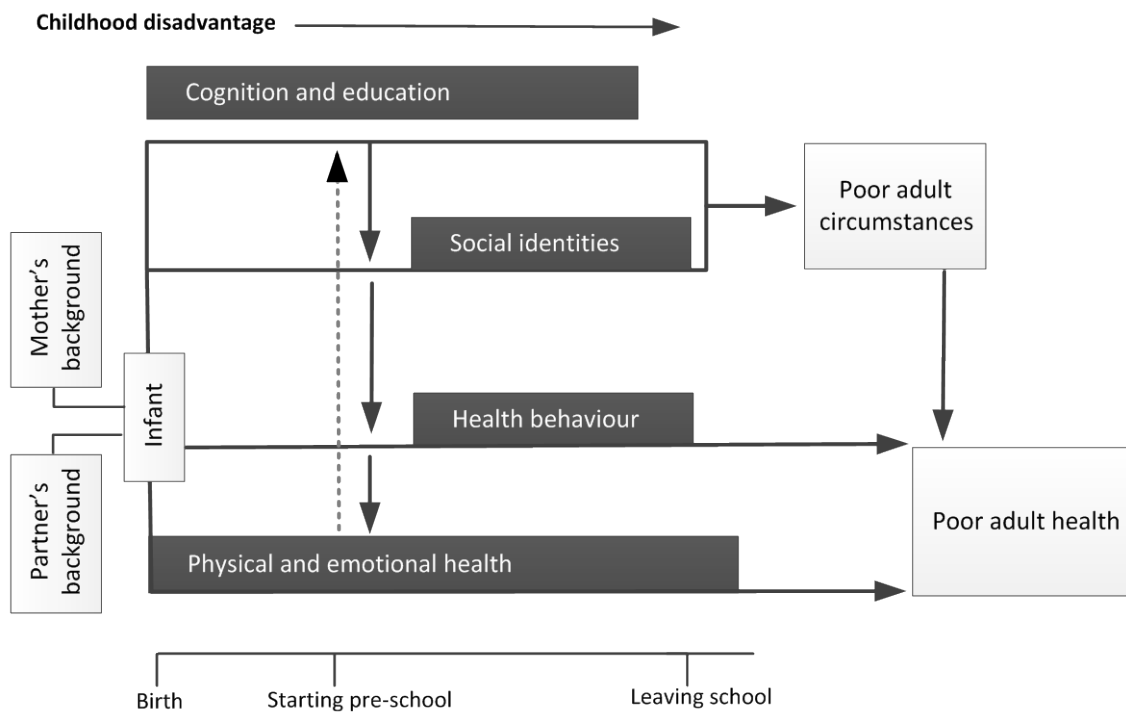 Childhood disadvantage
Cognition and education
Poor adult
circumstances
Social identities
Mother's
background
Infant
Health behaviour
Partner's
background
Poor adult health
Physical and emotional health
Birth
Starting pre-school
Leaving school